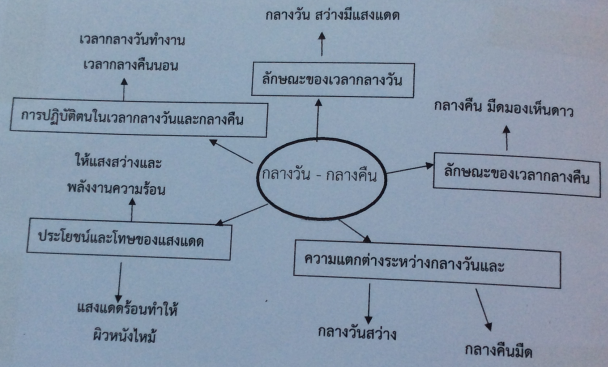 กลางวัน สว่างมีแสงแดด
เวลากลางวันทำงาน
เวลากลางคืนนอน
ลักษณะของเวลากลางวัน
การปฏิบัติตนในเวลากลางวันและกลางคืน
กลางคืน มืดมองเห็นดาว
ให้แสงสว่างและ
พลังงานความร้อน
กลางวัน - กลางคืน
ลักษณะของเวลากลางคืน
ประโยชน์และโทษของแสงแดด
ความแตกต่างระหว่างกลางวันและ
แสงแดดร้อนทำให้
ผิวหนังไหม้
กลางวันสว่าง
กลางคืนมืด